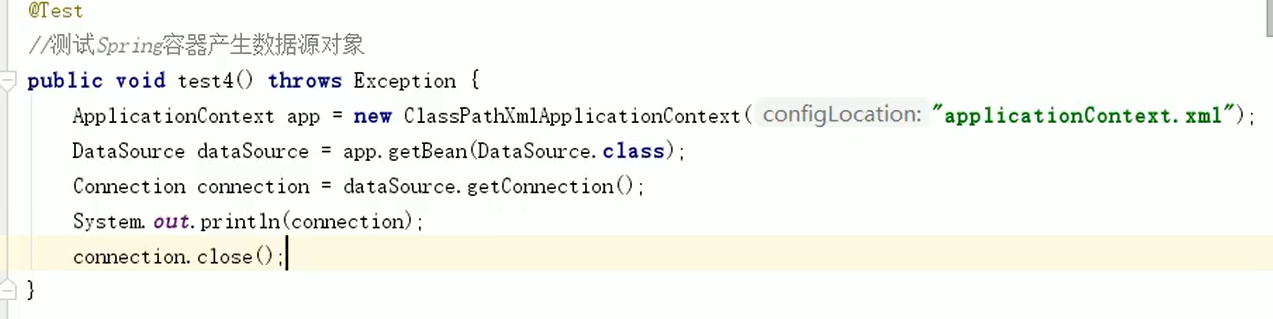 @Test
//测试Spring容器产生数据源对象
public void test4() throws Exception {
ApplicationContext app = new ClassPathXmlApplicationContext( configLocation: "applicationContext.xml");
DataSource dataSource = app.getBean(DataSource.class);
Connection connection = dataSource.getConnection();
System.out.println(connection);
connection.close();
}